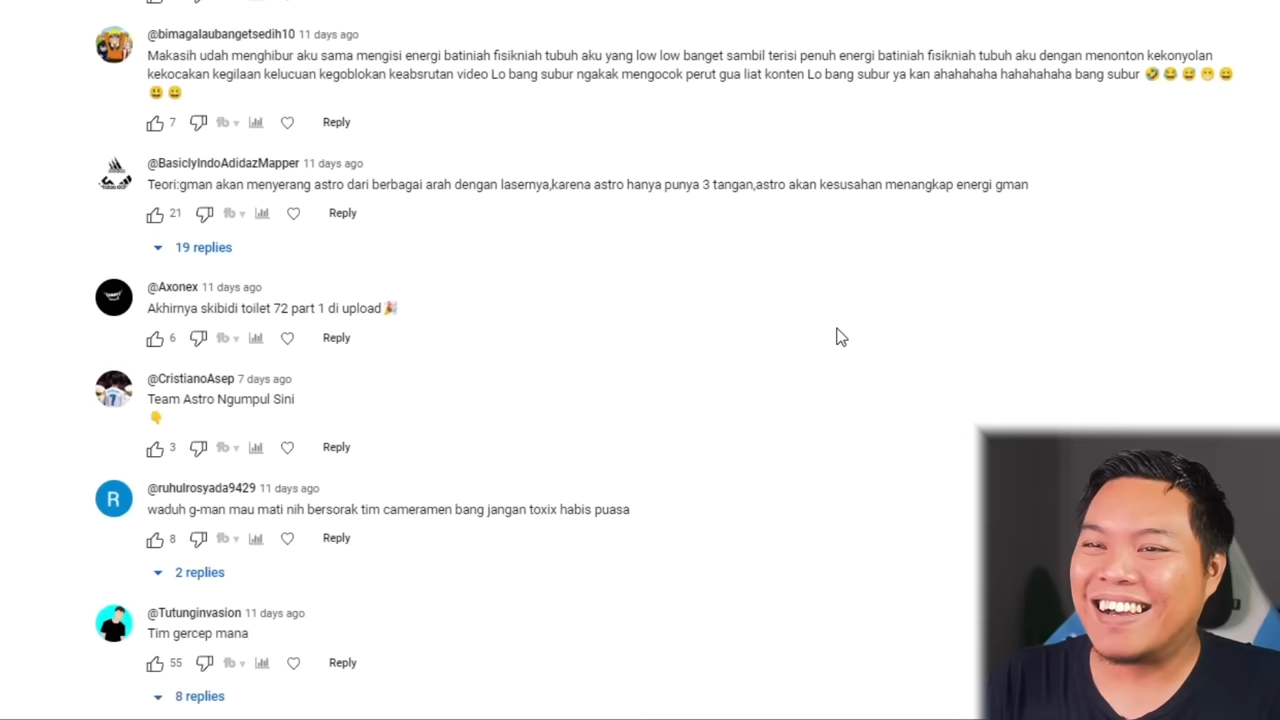 @bimagalaubangetsedih10 11 days ago
Makasih udah menghibur aku sama mengisi energi batiniah fisikniah tubuh aku yang low low banget sambil terisi penuh energi batiniah fisikniah tubuh aku dengan menonton kekonyolan
kekocakan kegilaan kelucuan kegoblokan keabsrutan video Lo bang subur ngakak mengocok perut gua liat konten Lo bang subur ya kan ahahahaha hahahahaha bang subur 🤣 😂 😅 😁 😄
😃 😀
7 Reply
@BasiclyIndoAdidazMapper 11 days ago
Teori:gman akan menyerang astro dari berbagai arah dengan lasernya,karena astro hanya punya 3 tangan,astro akan kesusahan menangkap energi gman
21 Reply
19 replies
@Axonex 11 days ago
Akhirnya skibidi toilet 72 part 1 di upload🎉
6 Reply
@CristianoAsep 7 days ago
Team Astro Ngumpul Sini
👇
3 Reply
@ruhulrosyada9429 11 days ago
waduh g-man mau mati nih bersorak tim cameramen bang jangan toxix habis puasa
8 Reply
2 replies
@Tutunginvasion 11 days ago
Tim gercep mana
55 Reply
8 replies